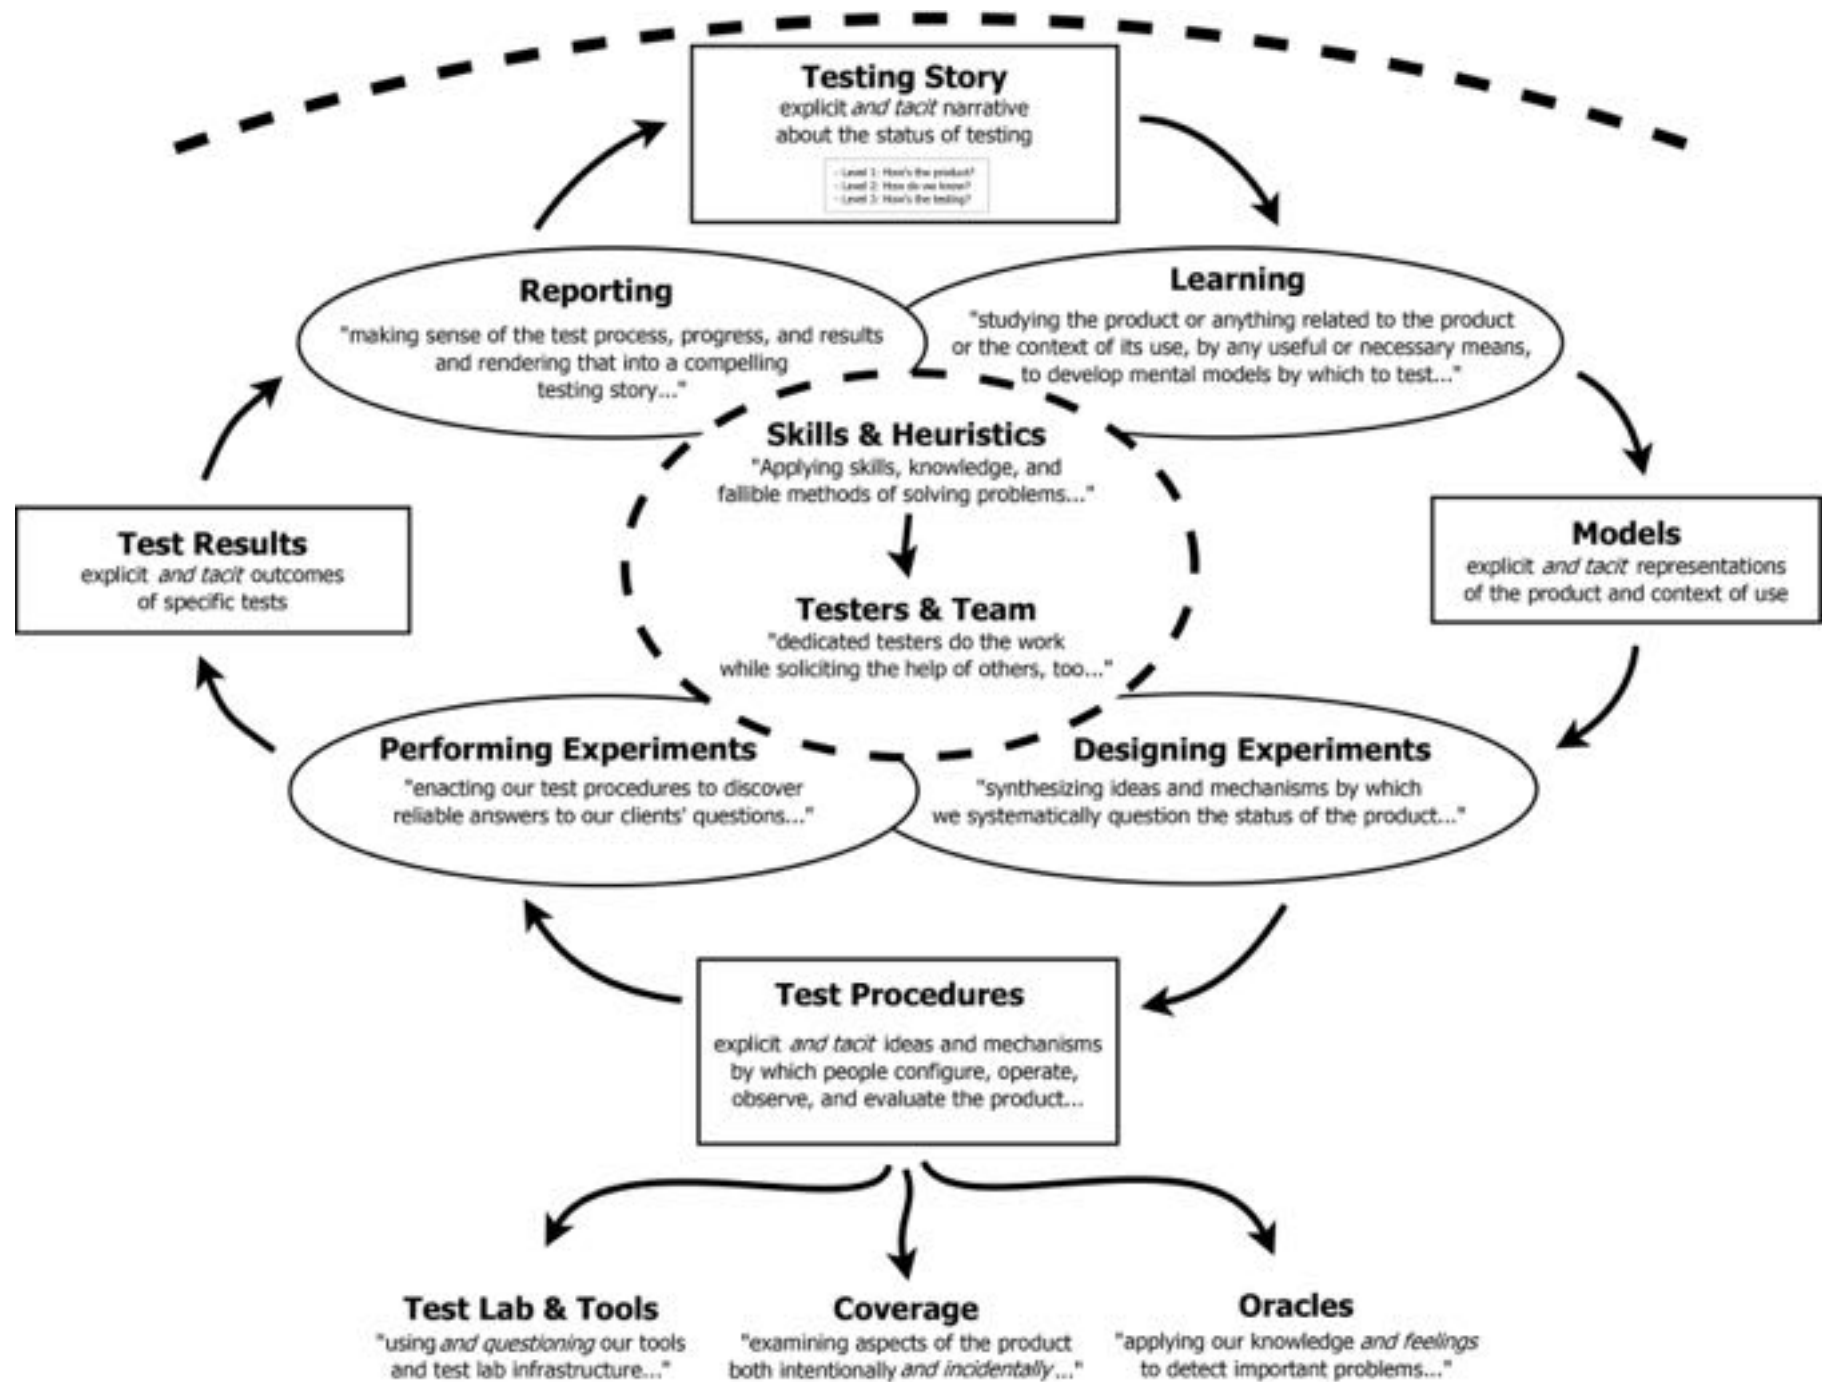 Testing Story
explicit and tacit narrative
about the status of testing
- Level 1: How's the product?
- Level 2: How do we know?
- Level 3: How's the testing?
Reporting
"making sense of the test process, progress, and results
and rendering that into a compelling
testing story..."
Learning
"studying the product or anything related to the product
or the context of its use, by any useful or necessary means,
to develop mental models by which to test..."
Skills & Heuristics
"Applying skills, knowledge, and
fallible methods of solving problems..."
Test Results
explicit and tacit outcomes
of specific tests
Models
explicit and tacit representations
of the product and context of use
Testers & Team
"dedicated testers do the work
while soliciting the help of others, too..."
Performing Experiments
"enacting our test procedures to discover
reliable answers to our clients' questions..."
Designing Experiments
"synthesizing ideas and mechanisms by which
we systematically question the status of the product..."
Test Procedures
explicit and tacit ideas and mechanisms
by which people configure, operate,
observe, and evaluate the product...
Test Lab & Tools
"using and questioning our tools
and test lab infrastructure..."
Coverage
"examining aspects of the product
both intentionally and incidentally..."
Oracles
"applying our knowledge and feelings
to detect important problems..."